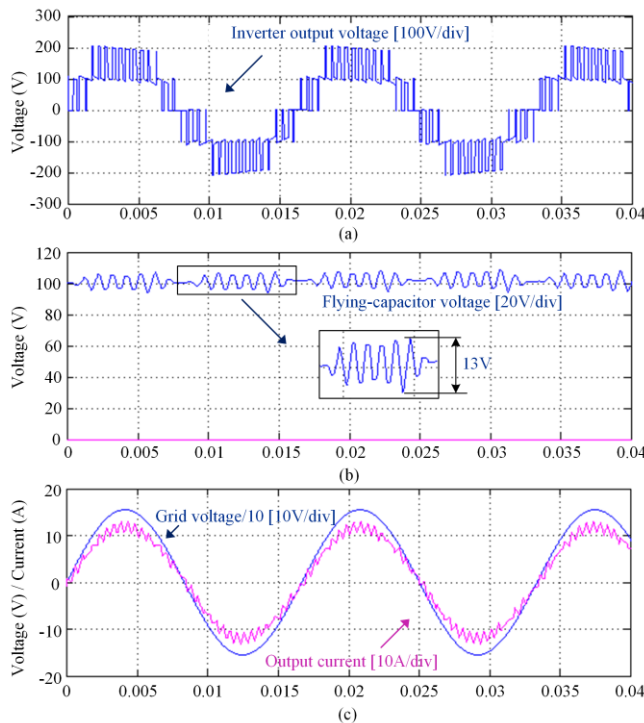 300
Inverter output voltage [100V/div]
200
100
0
-100
-200
-300
Voltage (V)
0 0.005 0.01 0.015 0.02 0.025 0.03 0.035 0.04
(a)
120
100
80
60
40
20
0
Voltage (V)
Flying-capacitor voltage [20V/div]
13V
0 0.005 0.01 0.015 0.02 0.025 0.03 0.035 0.04
(b)
20
10
0
-10
-20
Voltage (V) / Current (A)
Grid voltage/10 [10V/div]
Output current [10A/div]
0 0.005 0.01 0.015 0.02 0.025 0.03 0.035 0.04
(c)